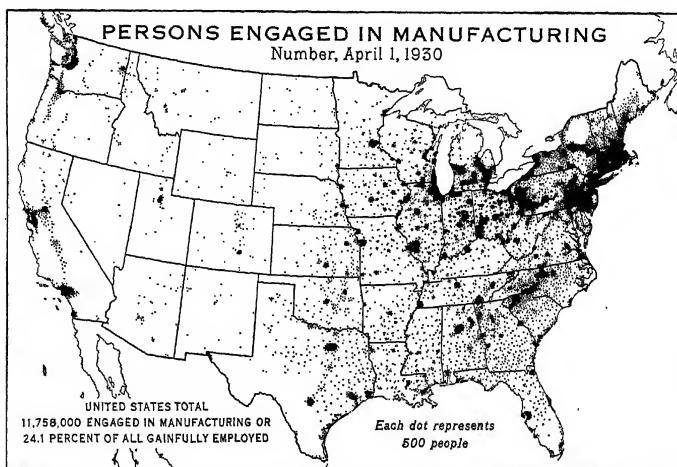 PERSONS ENGAGED IN MANUFACTURING
Number, April 1, 1930
UNITED STATES TOTAL
11,758,000 ENGAGED IN MANUFACTURING OR
24.1 PERCENT OF ALL GAINFULLY EMPLOYED
Each dot represents
500 people